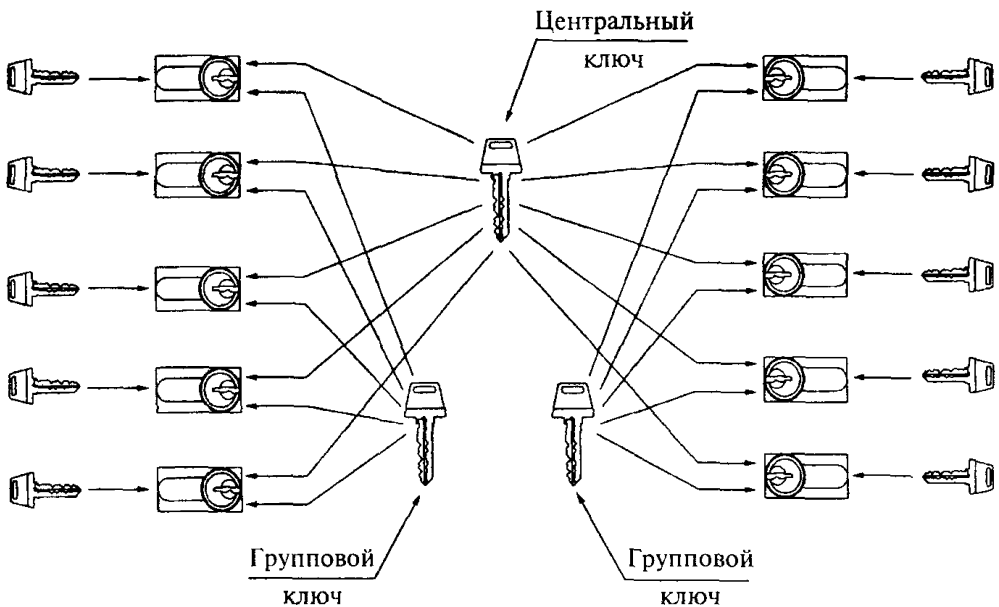 Центральный
ключ
Групповой
ключ
Групповой
ключ